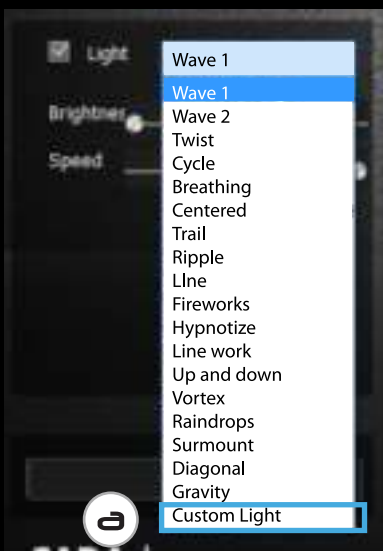 Light
Wave 1
Wave 1
Brightnes
Wave 2
Twist
Cycle
Speed
Breathing
Centered
Trail
Ripple
LIne
Fireworks
Hypnotize
Line work
Up and down
Vortex
Raindrops
Surmount
Diagonal
Gravity
Custom Light
a